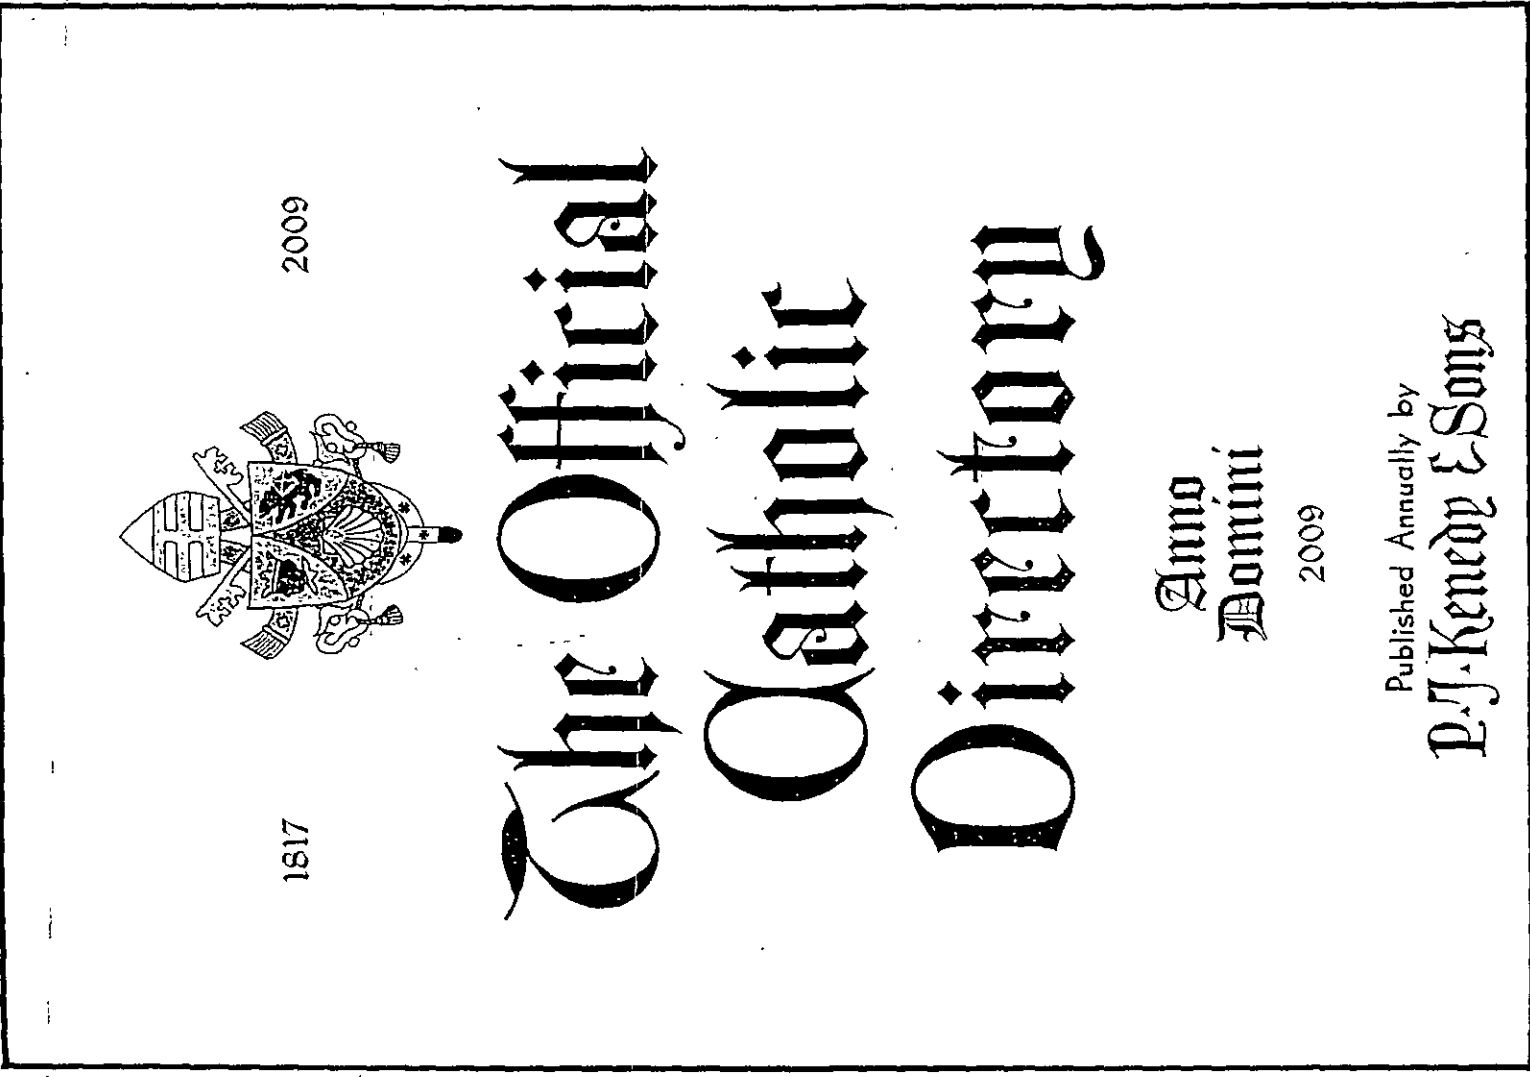 1817 2009
The Official
Catholic
Directory
Anno
Domini
2009
Published Annually by
P.J. Kenedy & Sons